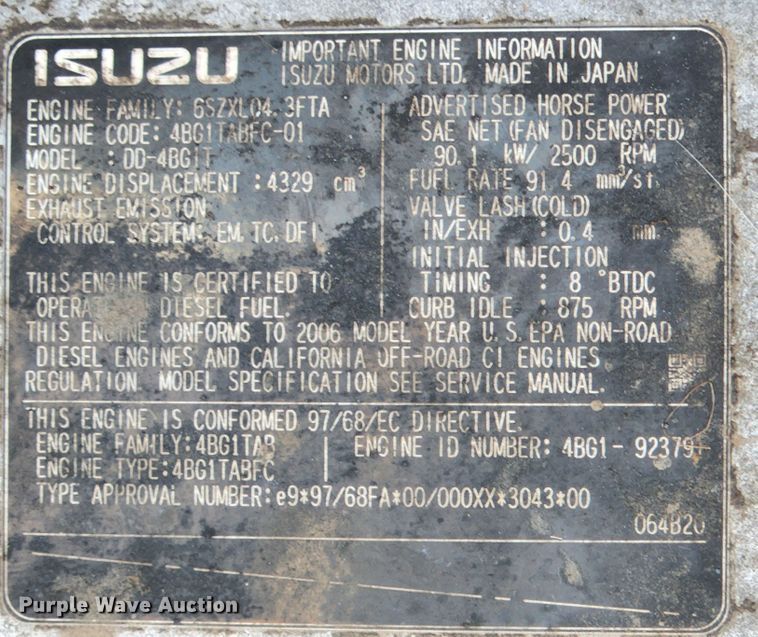 ISUZU
IMPORTANT ENGINE INFORMATION
ISUZU MOTORS LTD. MADE IN JAPAN
ENGINE FAMILY: 6SZXL04.3FTA
ENGINE CODE: 4BG1TABFC-01
MODEL : DD-4BG1T
ENGINE DISPLACEMENT :4329 cm³
EXHAUST EMISSION
CONTROL SYSTEM: EM, TC, DFI
THIS ENGINE IS CERTIFIED TO
OPERATE DIESEL FUEL.
ADVERTISED HORSE POWER
SAE NET (FAN DISENGAGED)
90.1 kW/ 2500 RPM
FUEL RATE 91.4 mm³/st
VALVE LASH (COLD)
IN/EXH : 0.4 mm
INITIAL INJECTION
TIMING : 8 °BTDC
CURB IDLE : 875 RPM
THIS ENGINE CONFORMS TO 2006 MODEL YEAR U.S. EPA NON-ROAD
DIESEL ENGINES AND CALIFORNIA OFF-ROAD CI ENGINES
REGULATION. MODEL SPECIFICATION SEE SERVICE MANUAL.
THIS ENGINE IS CONFORMED 97/68/EC DIRECTIVE.
ENGINE FAMILY:4BG1TAB
ENGINE TYPE:4BG1TABFC
ENGINE ID NUMBER: 4BG1-
TYPE APPROVAL NUMBER:e9*97/68FA*00/000XX*3043*00
064B20
Purple Wave Auction